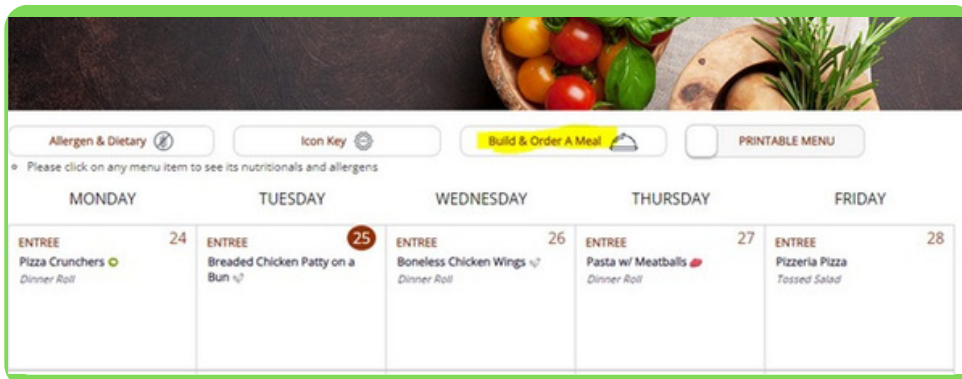 Allergen & Dietary
Icon Key
Build & Order A Meal
PRINTABLE MENU
Please click on any menu item to see its nutritionals and allergens
MONDAY
TUESDAY
WEDNESDAY
THURSDAY
FRIDAY
ENTREE 24
Pizza Crunchers
Dinner Roll
ENTREE 25
Breaded Chicken Patty on a
Bun
ENTREE 26
Boneless Chicken Wings
Dinner Roll
ENTREE 27
Pasta w/ Meatballs
Dinner Roll
ENTREE 28
Pizzeria Pizza
Tossed Salad